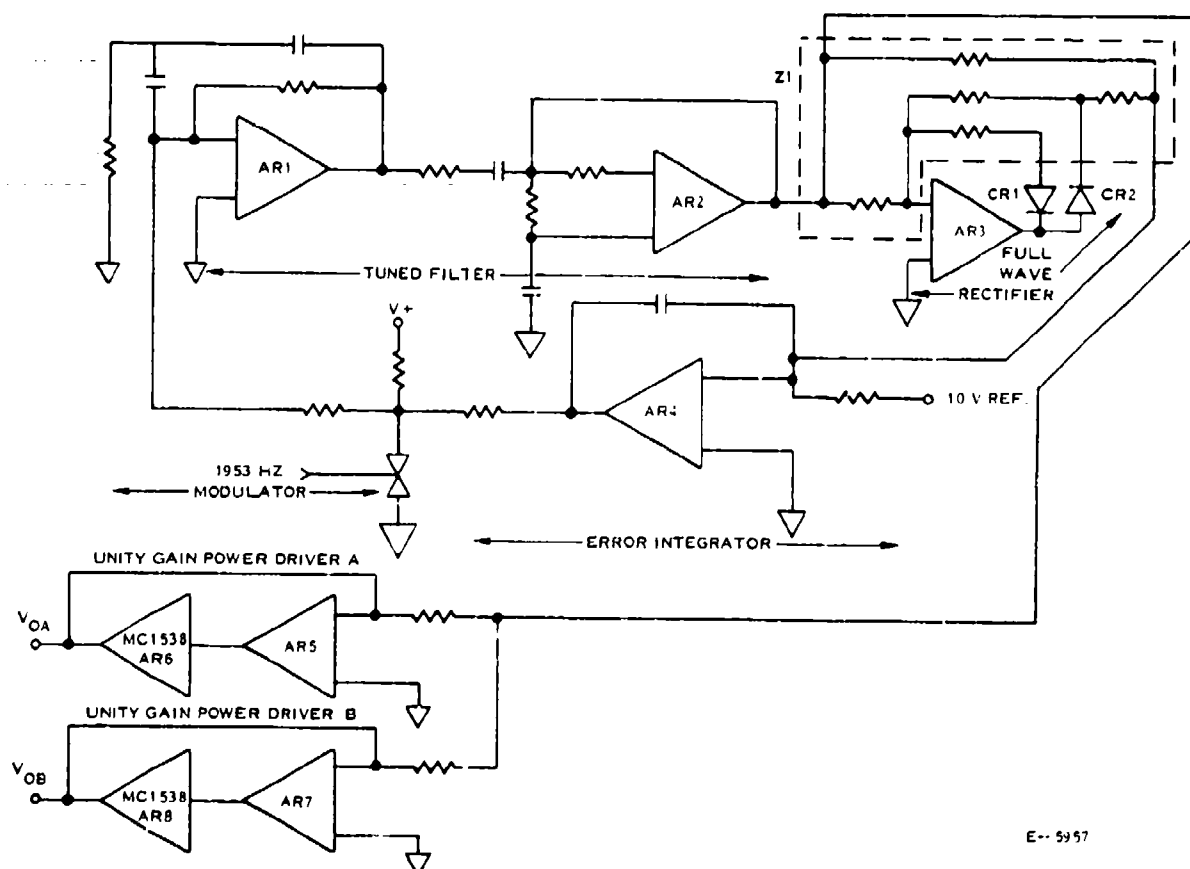 Z1
AR1
AR2
AR3
CR1
CR2
FULL
WAVE
RECTIFIER
TUNED FILTER
V+
AR4
10 V REF.
1953 HZ
MODULATOR
ERROR INTEGRATOR
UNITY GAIN POWER DRIVER A
VOA
MC1538
AR6
AR5
UNITY GAIN POWER DRIVER B
VOB
MC1538
AR8
AR7
E-- 5957